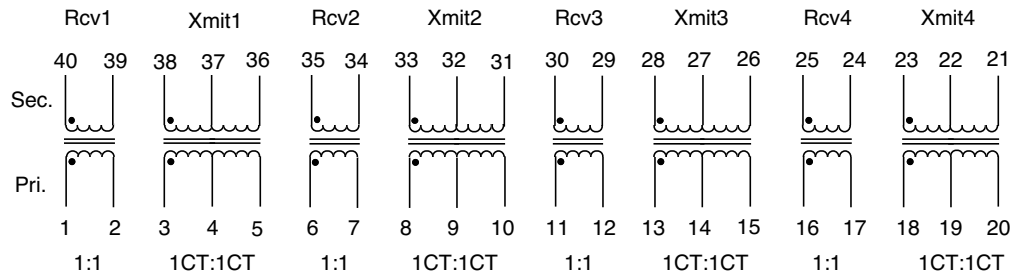 Rcv1 Xmit1 Rcv2 Xmit2 Rcv3 Xmit3 Rcv4 Xmit4
40 39 38 37 36 35 34 33 32 31 30 29 28 27 26 25 24 23 22 21
Sec.
Pri.
1 2 3 4 5 6 7 8 9 10 11 12 13 14 15 16 17 18 19 20
1:1 1CT:1CT 1:1 1CT:1CT 1:1 1CT:1CT 1:1 1CT:1CT